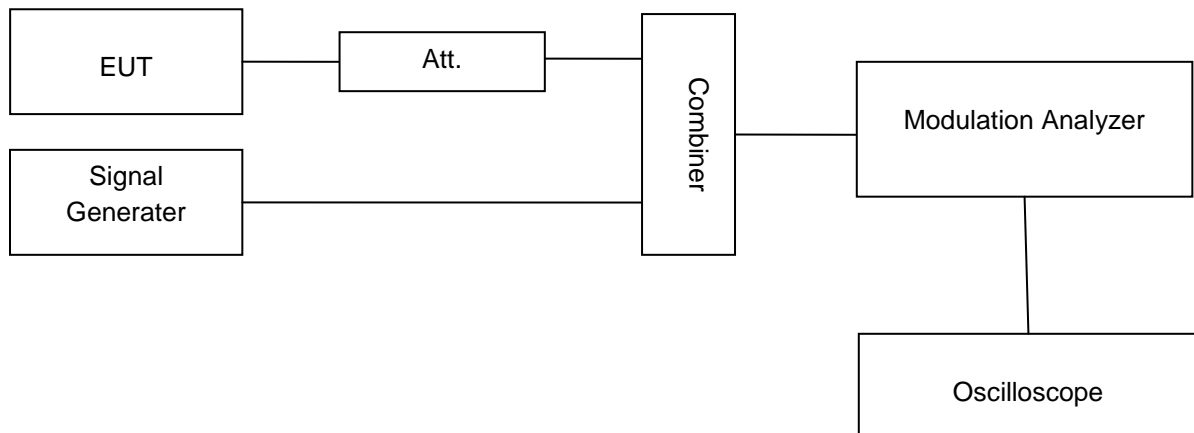 EUT
Att.
Combiner
Modulation Analyzer
Signal
Generater
Oscilloscope